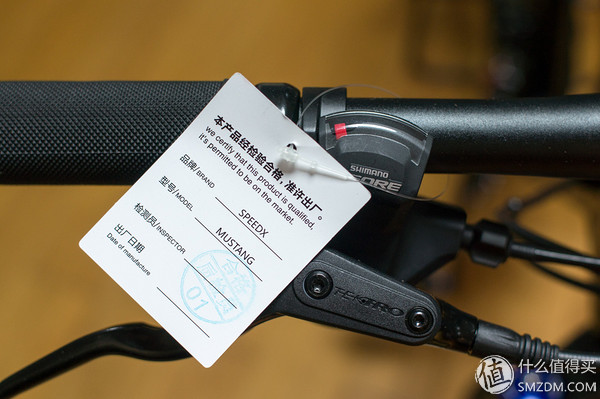 本产品经检验合格，准许出厂。
we certify that this product is qualified,
it's permitted to be on the market.
品牌/BRAND SPEEDX
型号/MODEL MUSTANG
检测员/INSPECTOR
出厂日期
Date of manufacture
01
SHIMANO
TEKTRO
值 什么值得买
SMZDM.COM